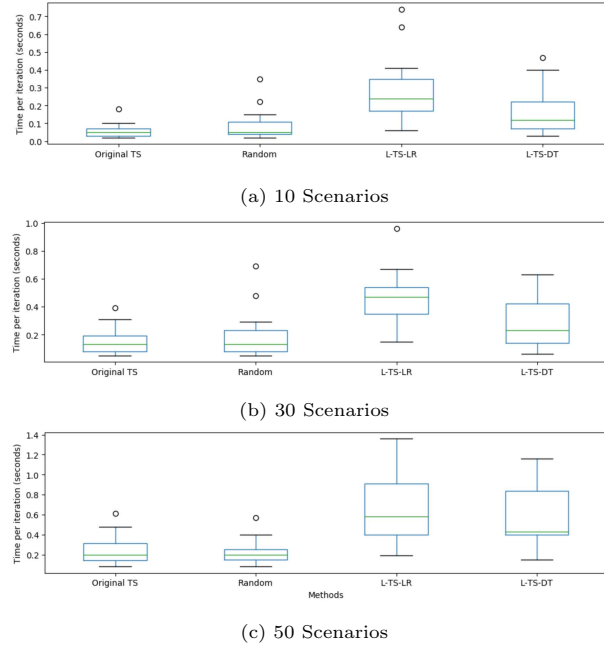 Time per iteration (seconds)
0.7
0.6
0.5
0.4
0.3
0.2
0.1
0.0
Original TS Random L-TS-LR L-TS-DT
(a) 10 Scenarios
Time per iteration (seconds)
1.0
0.8
0.6
0.4
0.2
Original TS Random L-TS-LR L-TS-DT
(b) 30 Scenarios
Time per iteration (seconds)
1.4
1.2
1.0
0.8
0.6
0.4
0.2
Original TS Random L-TS-LR L-TS-DT
Methods
(c) 50 Scenarios